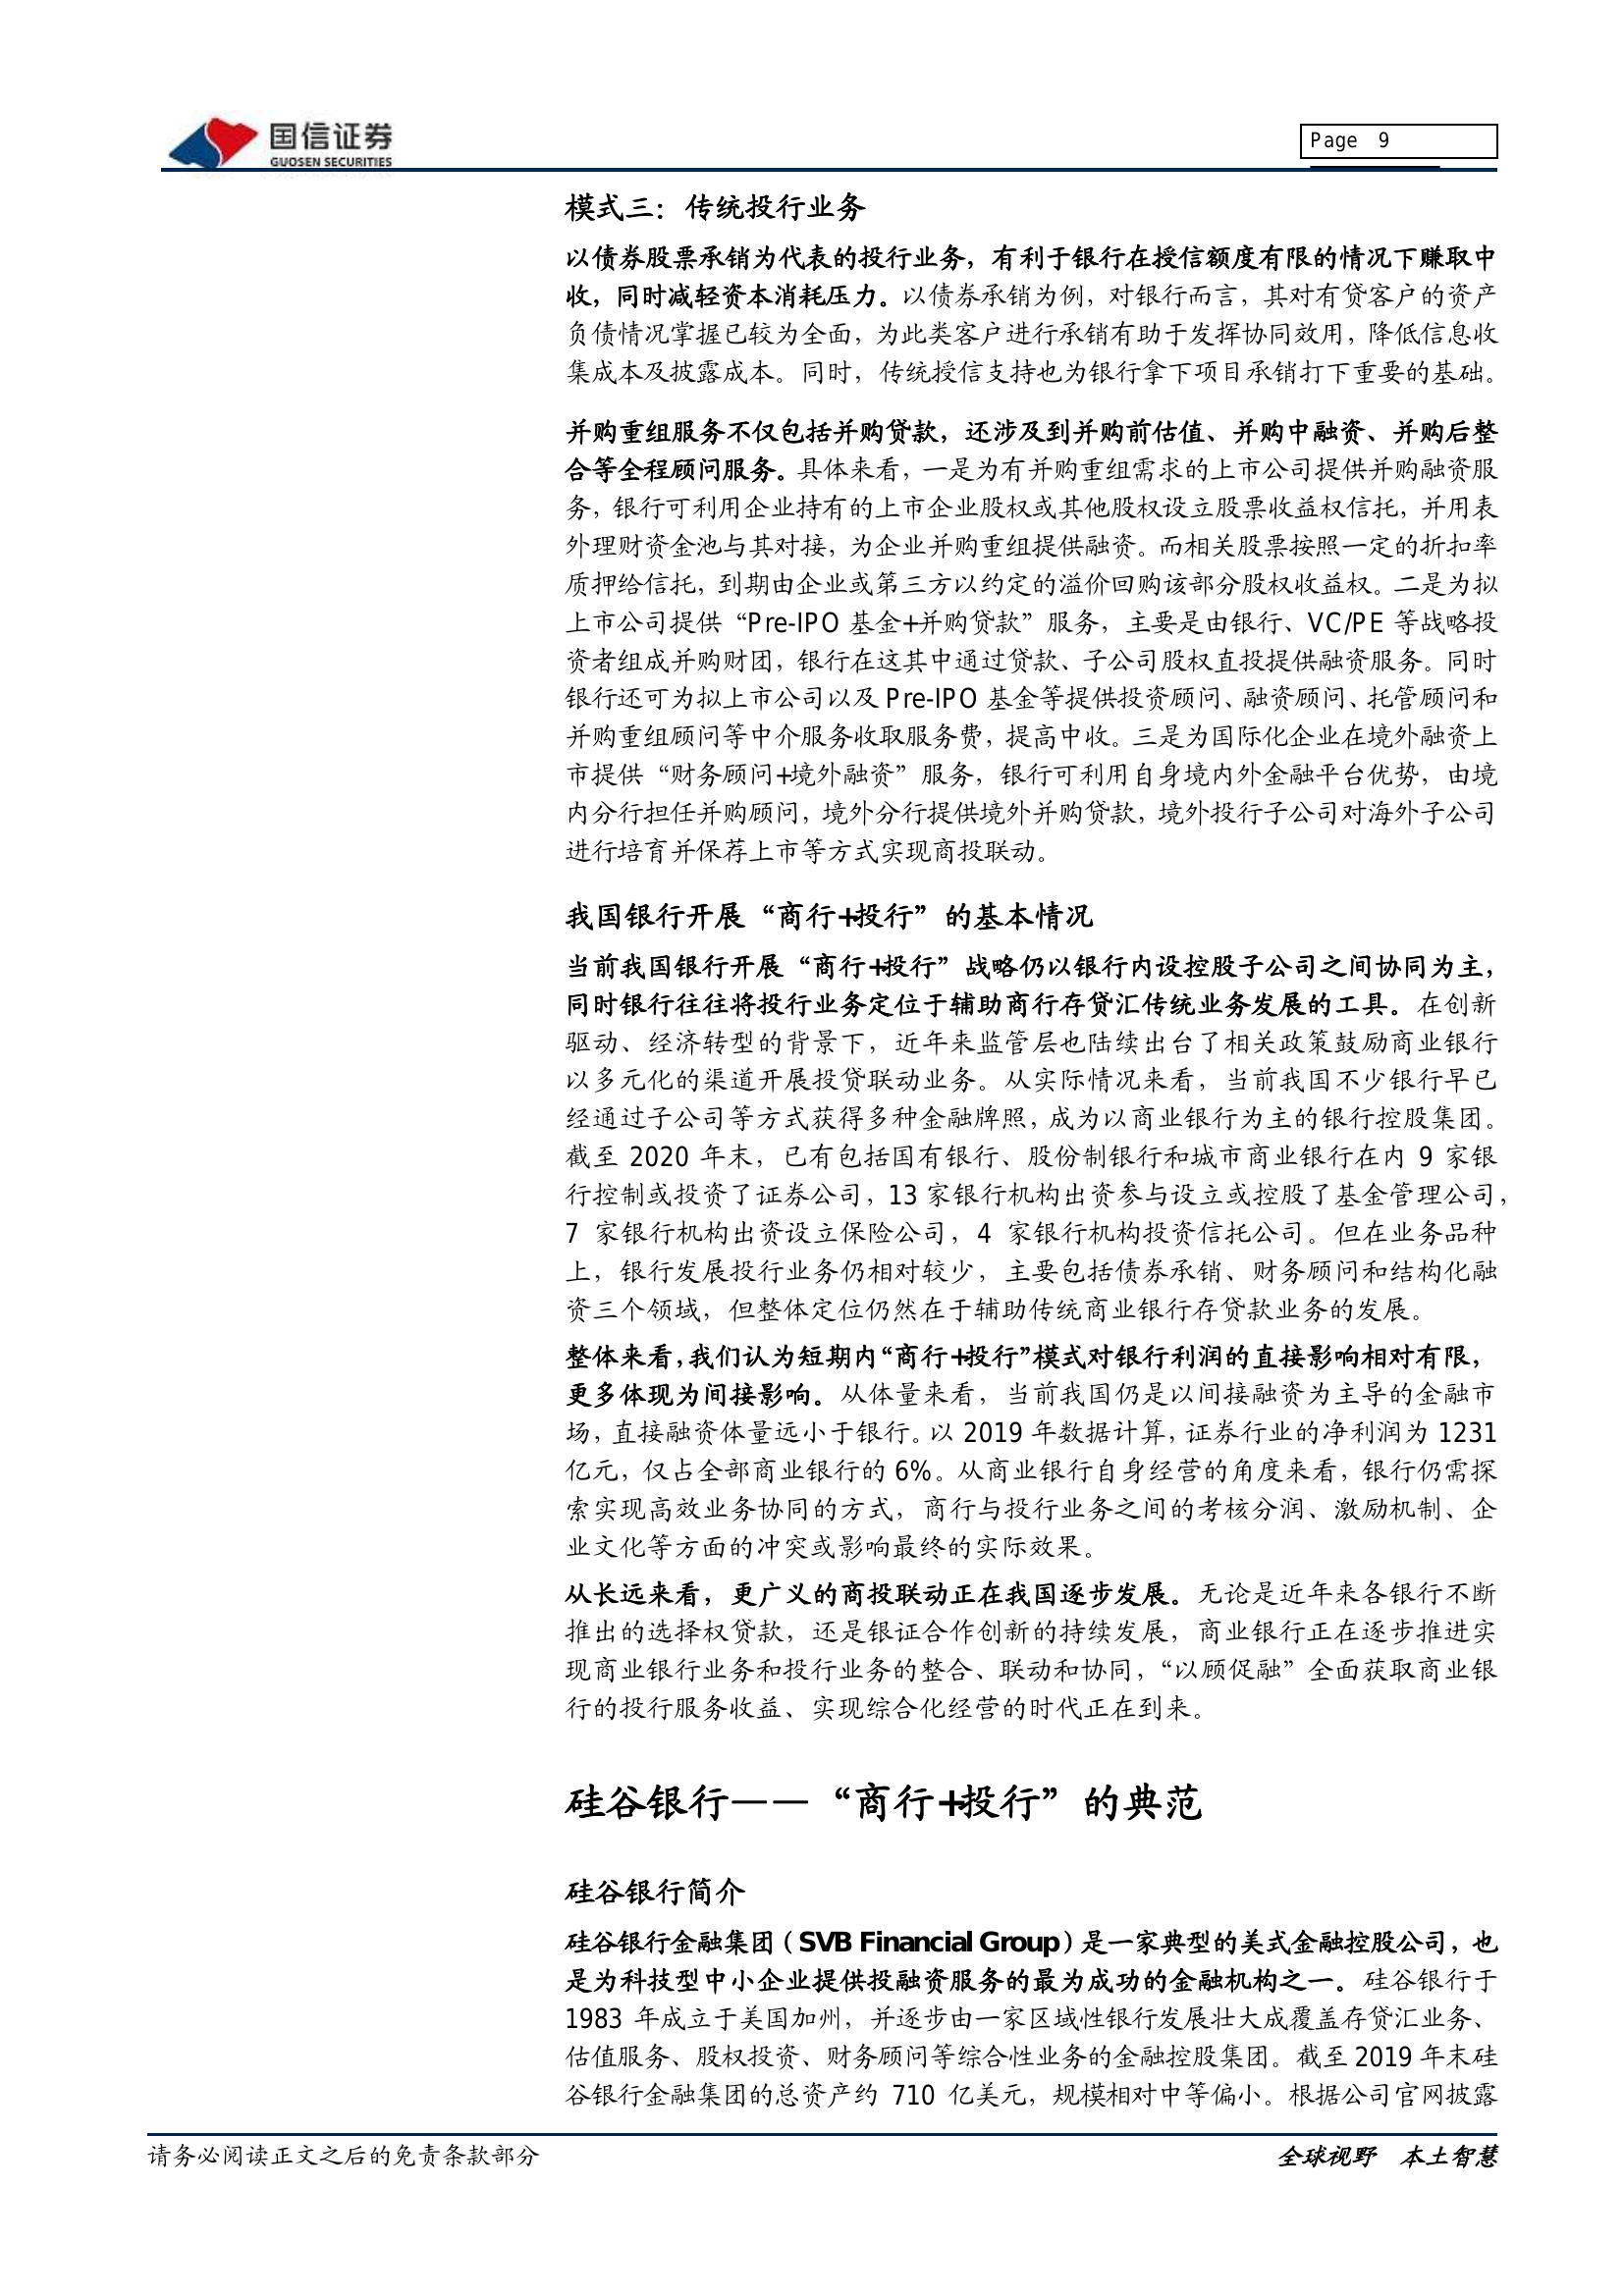 国信证券
GUOSEN SECURITIES
Page 9
模式三：传统投行业务
以债券股票承销为代表的投行业务，有利于银行在授信额度有限的情况下赚取中
收，同时减轻资本消耗压力。以债券承销为例，对银行而言，其对有贷客户的资产
负债情况掌握已较为全面，为此类客户进行承销有助于发挥协同效用，降低信息收
集成本及披露成本。同时，传统授信支持也为银行拿下项目承销打下重要的基础。
并购重组服务不仅包括并购贷款，还涉及到并购前估值、并购中融资、并购后整
合等全程顾问服务。具体来看，一是为有并购重组需求的上市公司提供并购融资服
务，银行可利用企业持有的上市企业股权或其他股权设立股票收益权信托，并用表
外理财资金池与其对接，为企业并购重组提供融资。而相关股票按照一定的折扣率
质押给信托，到期由企业或第三方以约定的溢价回购该部分股权收益权。二是为拟
上市公司提供“Pre-IPO 基金+并购贷款”服务，主要是由银行、VC/PE 等战略投
资者组成并购财团，银行在这其中通过贷款、子公司股权直投提供融资服务。同时
银行还可为拟上市公司以及 Pre-IPO 基金等提供投资顾问、融资顾问、托管顾问和
并购重组顾问等中介服务收取服务费，提高中收。三是为国际化企业在境外融资上
市提供“财务顾问+境外融资”服务，银行可利用自身境内外金融平台优势，由境
内分行担任并购顾问，境外分行提供境外并购贷款，境外投行子公司对海外子公司
进行培育并保荐上市等方式实现商投联动。
我国银行开展“商行+投行”的基本情况
当前我国银行开展“商行+投行”战略仍以银行内设控股子公司之间协同为主，
同时银行往往将投行业务定位于辅助商行存贷汇传统业务发展的工具。在创新
驱动、经济转型的背景下，近年来监管层也陆续出台了相关政策鼓励商业银行
以多元化的渠道开展投贷联动业务。从实际情况来看，当前我国不少银行早已
经通过子公司等方式获得多种金融牌照，成为以商业银行为主的银行控股集团。
截至 2020 年末，已有包括国有银行、股份制银行和城市商业银行在内 9 家银
行控制或投资了证券公司，13 家银行机构出资参与设立或控股了基金管理公司，
7 家银行机构出资设立保险公司，4 家银行机构投资信托公司。但在业务品种
上，银行发展投行业务仍相对较少，主要包括债券承销、财务顾问和结构化融
资三个领域，但整体定位仍然在于辅助传统商业银行存贷款业务的发展。
整体来看，我们认为短期内“商行+投行”模式对银行利润的直接影响相对有限，
更多体现为间接影响。从体量来看，当前我国仍是以间接融资为主导的金融市
场，直接融资体量远小于银行。以 2019 年数据计算，证券行业的净利润为 1231
亿元，仅占全部商业银行的 6%。从商业银行自身经营的角度来看，银行仍需探
索实现高效业务协同的方式，商行与投行业务之间的考核分润、激励机制、企
业文化等方面的冲突或影响最终的实际效果。
从长远来看，更广义的商投联动正在我国逐步发展。无论是近年来各银行不断
推出的选择权贷款，还是银证合作创新的持续发展，商业银行正在逐步推进实
现商业银行业务和投行业务的整合、联动和协同，“以顾促融”全面获取商业银
行的投行服务收益、实现综合化经营的时代正在到来。
硅谷银行——“商行+投行”的典范
硅谷银行简介
硅谷银行金融集团（SVB Financial Group）是一家典型的美式金融控股公司，也
是为科技型中小企业提供投融资服务的最为成功的金融机构之一。硅谷银行于
1983 年成立于美国加州，并逐步由一家区域性银行发展壮大成覆盖存贷汇业务、
估值服务、股权投资、财务顾问等综合性业务的金融控股集团。截至 2019 年末硅
谷银行金融集团的总资产约 710 亿美元，规模相对中等偏小。根据公司官网披露
请务必阅读正文之后的免责条款部分
全球视野 本土智慧